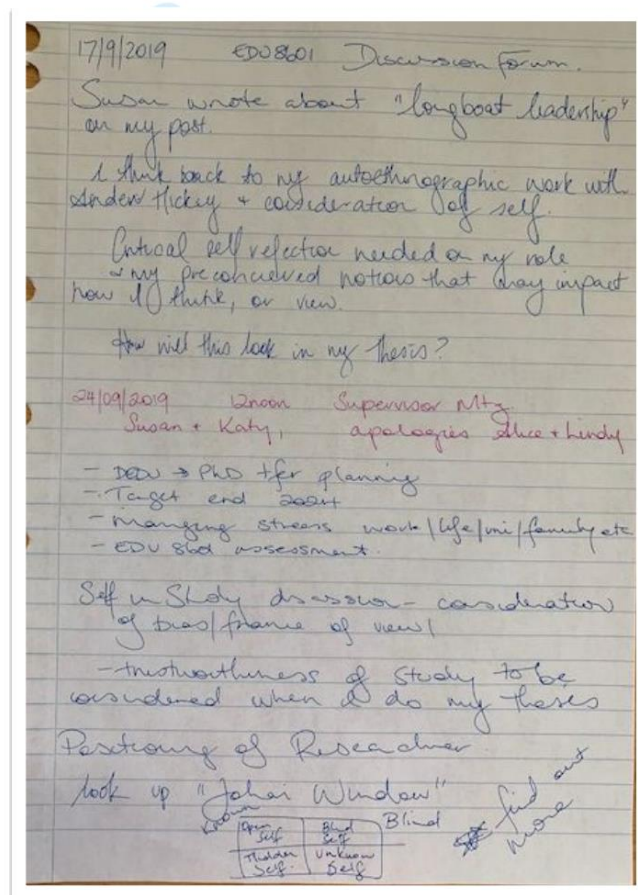 17/9/2019 EDU8601 Discussion Forum.
Susan wrote about "longboat leadership"
on my post.
I think back to my autoethnographic work with
Andrew Hickey + consideration of self.
Critical self reflection needed on my role
+ my preconceived notions that may impact
how I think, or view.
How will this look in my thesis?
24/09/2019 12noon Supervisor Mtg
Susan + Katy, apologies Alice + Lindy
- DEDU → PhD tfer planning
- Target end 2024
- Managing stress work/life/uni/family etc
- EDU 8601 assessment.
Self in Study discussion - consideration
of bias/frame of view/
- trustworthiness of study to be
considered when I do my thesis
Positioning of Researcher
Look up "Johari Window"
find out
more
Known Blind
Open Self Blind Self
Hidden Self. Unknown Self